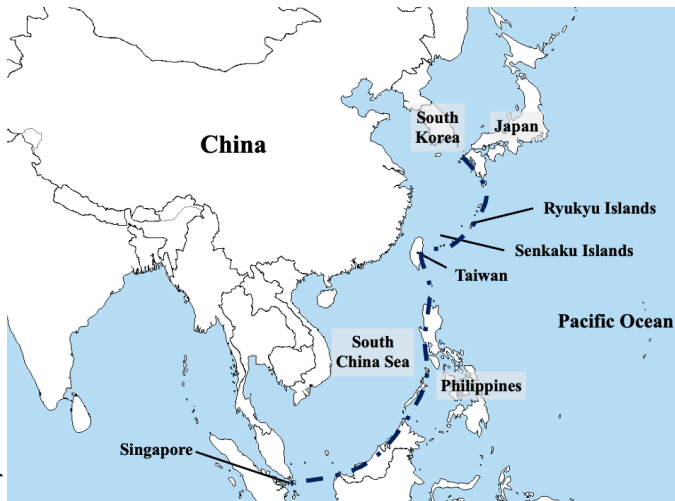 South
Korea
Japan
China
Ryukyu Islands
Senkaku Islands
Taiwan
Pacific Ocean
South
China Sea
Philippines
Singapore